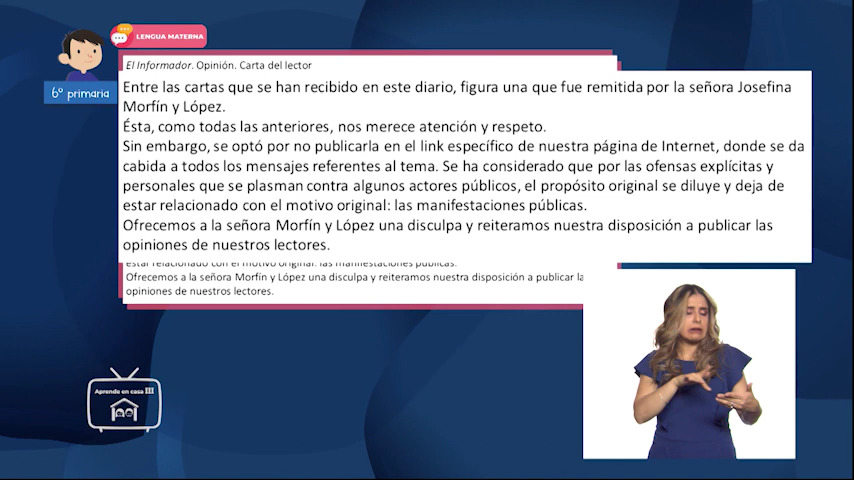 LENGUA MATERNA
6º primaria
El Informador. Opinión. Carta del lector
Entre las cartas que se han recibido en este diario, figura una que fue remitida por la señora Josefina
Morfín y López.
Ésta, como todas las anteriores, nos merece atención y respeto.
Sin embargo, se optó por no publicarla en el link específico de nuestra página de Internet, donde se da
cabida a todos los mensajes referentes al tema. Se ha considerado que por las ofensas explícitas y
personales que se plasman contra algunos actores públicos, el propósito original se diluye y deja de
estar relacionado con el motivo original: las manifestaciones públicas.
Ofrecemos a la señora Morfín y López una disculpa y reiteramos nuestra disposición a publicar las
opiniones de nuestros lectores.
estar relacionado con el motivo original: las manifestaciones públicas.
Ofrecemos a la señora Morfín y López una disculpa y reiteramos nuestra disposición a publicar la
opiniones de nuestros lectores.
Aprende en casa III